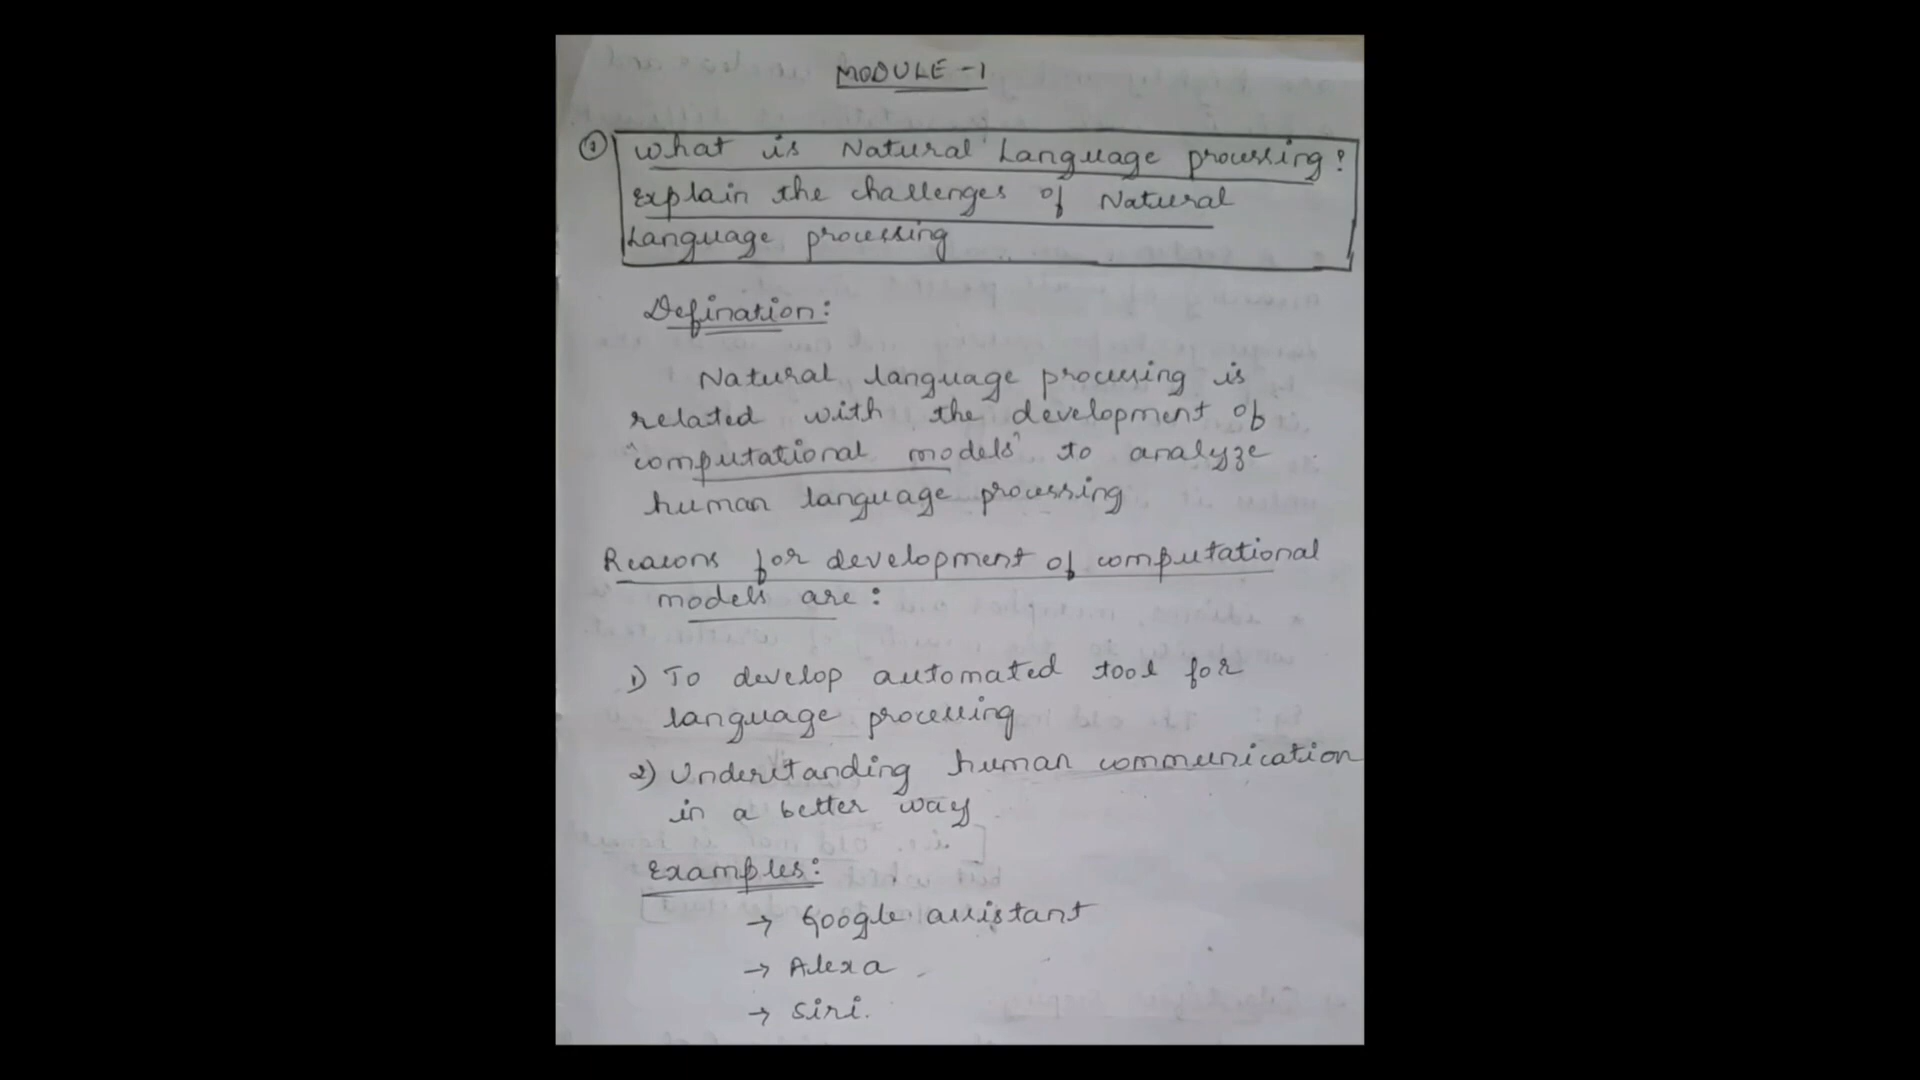 MODULE-1
① What is Natural Language processing?
Explain the challenges of Natural
Language processing
Defination:
Natural language processing is
related with the development of
"computational models" to analyze
human language processing
Reasons for development of computational
models are:
1) To develop automated tool for
language processing
2) Understanding human communication
in a better way
Examples:
→ Google assistant
→ Alexa
→ Siri.